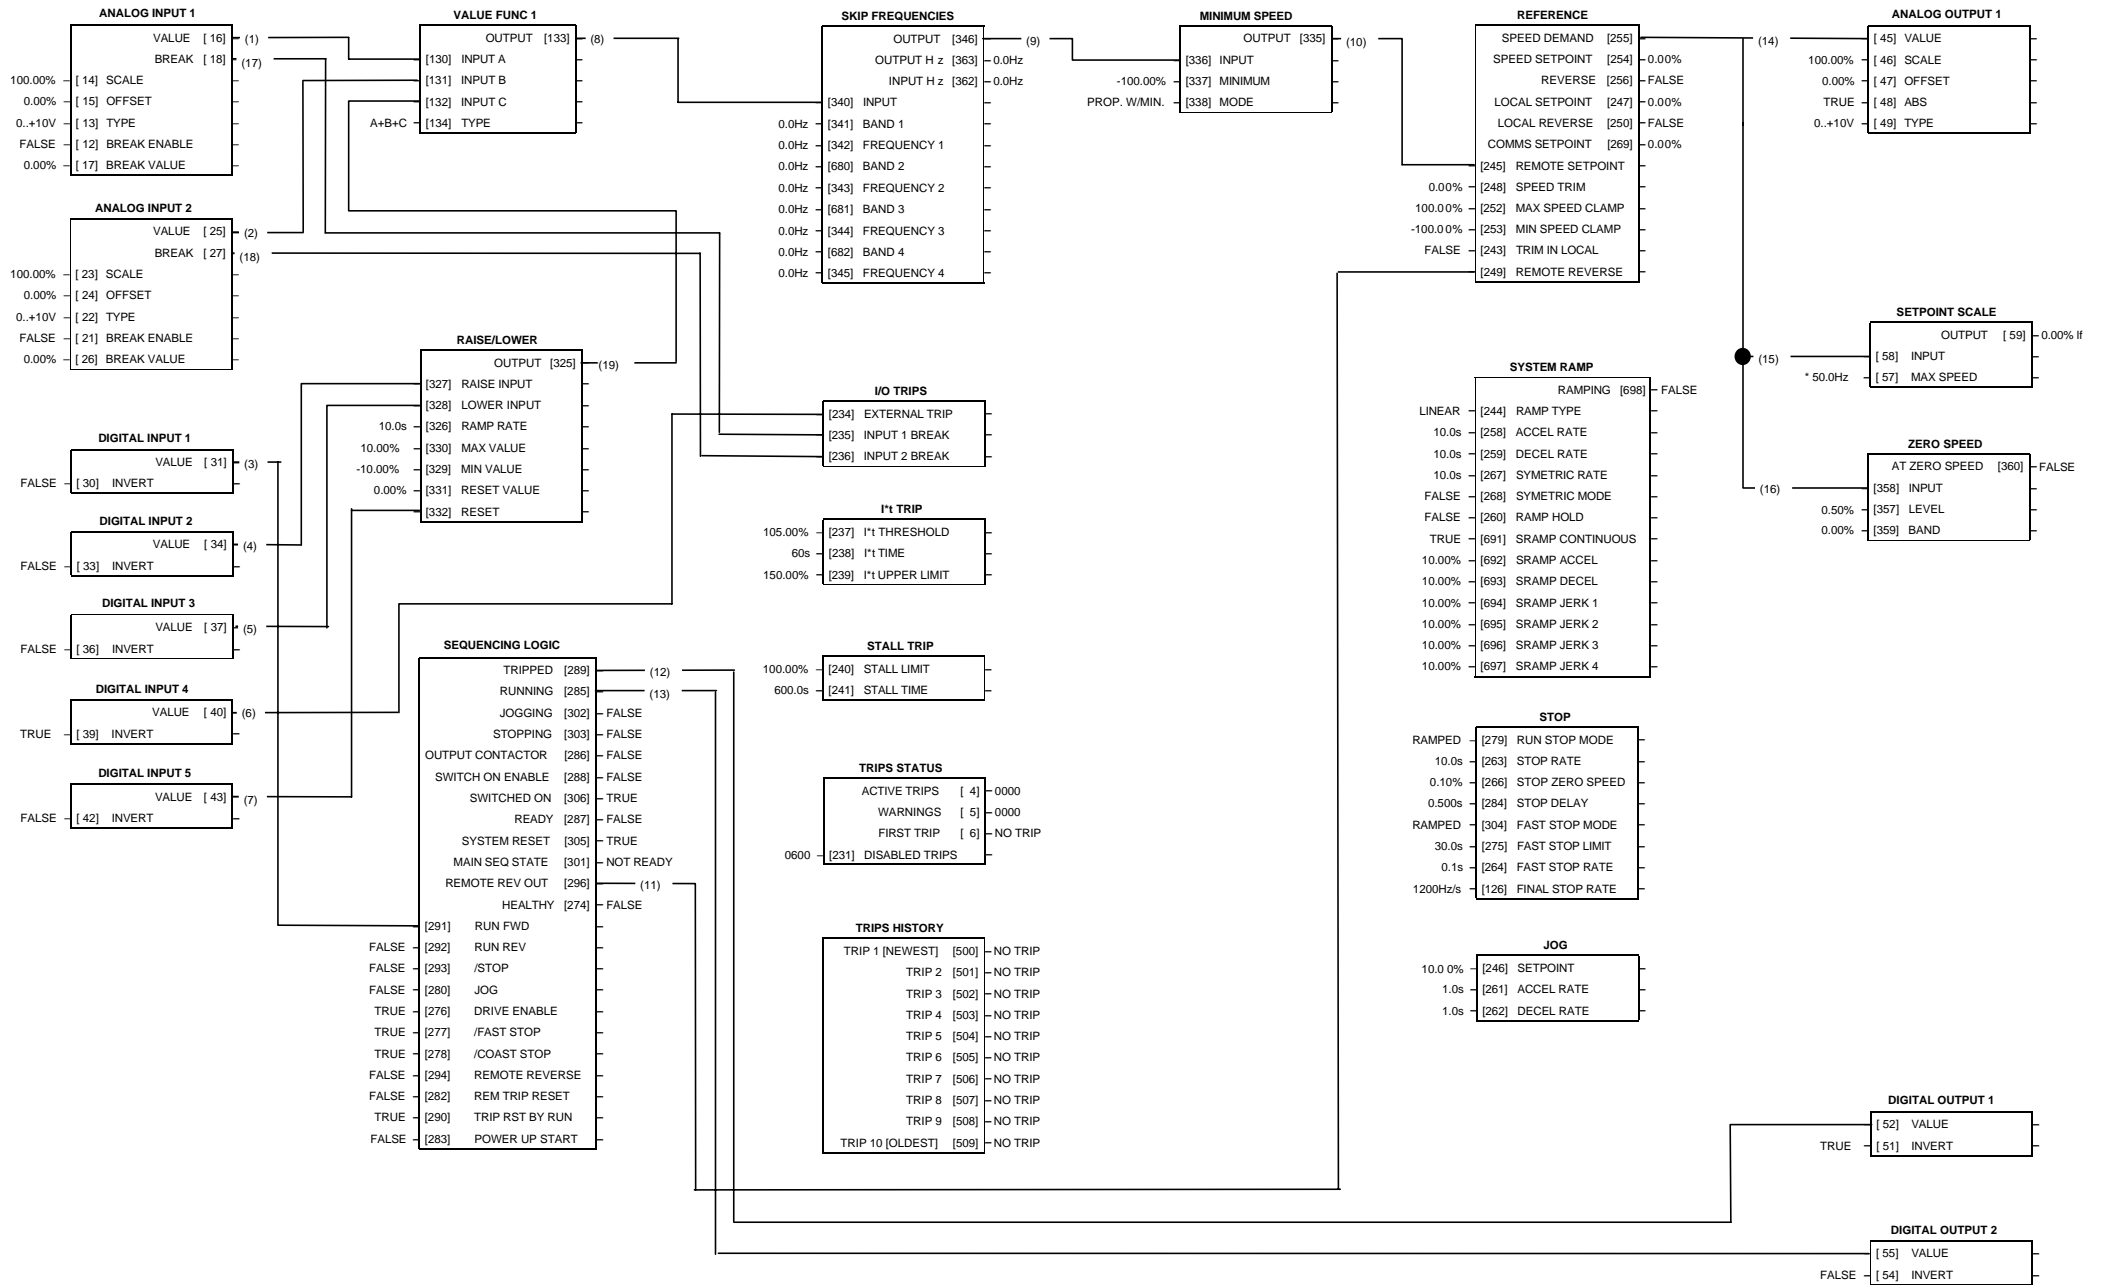 ANALOG INPUT 1
VALUE [ 16] (1)
BREAK [ 18] (17)
100.00% [ 14] SCALE
0.00% [ 15] OFFSET
0..+10V [ 13] TYPE
FALSE [ 12] BREAK ENABLE
0.00% [ 17] BREAK VALUE
ANALOG INPUT 2
VALUE [ 25] (2)
BREAK [ 27] (18)
100.00% [ 23] SCALE
0.00% [ 24] OFFSET
0..+10V [ 22] TYPE
FALSE [ 21] BREAK ENABLE
0.00% [ 26] BREAK VALUE
DIGITAL INPUT 1
VALUE [ 31] (3)
FALSE [ 30] INVERT
DIGITAL INPUT 2
VALUE [ 34] (4)
FALSE [ 33] INVERT
DIGITAL INPUT 3
VALUE [ 37] (5)
FALSE [ 36] INVERT
DIGITAL INPUT 4
VALUE [ 40] (6)
TRUE [ 39] INVERT
DIGITAL INPUT 5
VALUE [ 43] (7)
FALSE [ 42] INVERT
VALUE FUNC 1
OUTPUT [133] (8)
[130] INPUT A
[131] INPUT B
[132] INPUT C
A+B+C [134] TYPE
RAISE/LOWER
OUTPUT [325] (19)
[327] RAISE INPUT
[328] LOWER INPUT
10.0s [326] RAMP RATE
10.00% [330] MAX VALUE
-10.00% [329] MIN VALUE
0.00% [331] RESET VALUE
[332] RESET
SEQUENCING LOGIC
TRIPPED [289] (12)
RUNNING [285] (13)
JOGGING [302] FALSE
STOPPING [303] FALSE
OUTPUT CONTACTOR [286] FALSE
SWITCH ON ENABLE [288] FALSE
SWITCHED ON [306] TRUE
READY [287] FALSE
SYSTEM RESET [305] TRUE
MAIN SEQ STATE [301] NOT READY
REMOTE REV OUT [296] (11)
HEALTHY [274] FALSE
[291] RUN FWD
FALSE [292] RUN REV
FALSE [293] /STOP
FALSE [280] JOG
TRUE [276] DRIVE ENABLE
TRUE [277] /FAST STOP
TRUE [278] /COAST STOP
FALSE [294] REMOTE REVERSE
FALSE [282] REM TRIP RESET
TRUE [290] TRIP RST BY RUN
FALSE [283] POWER UP START
SKIP FREQUENCIES
OUTPUT [346] (9)
OUTPUT H z [363] 0.0Hz
INPUT H z [362] 0.0Hz
[340] INPUT
0.0Hz [341] BAND 1
0.0Hz [342] FREQUENCY 1
0.0Hz [680] BAND 2
0.0Hz [343] FREQUENCY 2
0.0Hz [681] BAND 3
0.0Hz [344] FREQUENCY 3
0.0Hz [682] BAND 4
0.0Hz [345] FREQUENCY 4
I/O TRIPS
[234] EXTERNAL TRIP
[235] INPUT 1 BREAK
[236] INPUT 2 BREAK
I*t TRIP
105.00% [237] I*t THRESHOLD
60s [238] I*t TIME
150.00% [239] I*t UPPER LIMIT
STALL TRIP
100.00% [240] STALL LIMIT
600.0s [241] STALL TIME
TRIPS STATUS
ACTIVE TRIPS [ 4] 0000
WARNINGS [ 5] 0000
FIRST TRIP [ 6] NO TRIP
0600 [231] DISABLED TRIPS
TRIPS HISTORY
TRIP 1 [NEWEST] [500] NO TRIP
TRIP 2 [501] NO TRIP
TRIP 3 [502] NO TRIP
TRIP 4 [503] NO TRIP
TRIP 5 [504] NO TRIP
TRIP 6 [505] NO TRIP
TRIP 7 [506] NO TRIP
TRIP 8 [507] NO TRIP
TRIP 9 [508] NO TRIP
TRIP 10 [OLDEST] [509] NO TRIP
MINIMUM SPEED
OUTPUT [335] (10)
[336] INPUT
-100.00% [337] MINIMUM
PROP. W/MIN. [338] MODE
REFERENCE
SPEED DEMAND [255] (14)
SPEED SETPOINT [254] 0.00%
REVERSE [256] FALSE
LOCAL SETPOINT [247] 0.00%
LOCAL REVERSE [250] FALSE
COMMS SETPOINT [269] 0.00%
[245] REMOTE SETPOINT
0.00% [248] SPEED TRIM
100.00% [252] MAX SPEED CLAMP
-100.00% [253] MIN SPEED CLAMP
FALSE [243] TRIM IN LOCAL
[249] REMOTE REVERSE
SYSTEM RAMP
RAMPING [698] FALSE
LINEAR [244] RAMP TYPE
10.0s [258] ACCEL RATE
10.0s [259] DECEL RATE
10.0s [267] SYMETRIC RATE
FALSE [268] SYMETRIC MODE
FALSE [260] RAMP HOLD
TRUE [691] SRAMP CONTINUOUS
10.00% [692] SRAMP ACCEL
10.00% [693] SRAMP DECEL
10.00% [694] SRAMP JERK 1
10.00% [695] SRAMP JERK 2
10.00% [696] SRAMP JERK 3
10.00% [697] SRAMP JERK 4
STOP
RAMPED [279] RUN STOP MODE
10.0s [263] STOP RATE
0.10% [266] STOP ZERO SPEED
0.500s [284] STOP DELAY
RAMPED [304] FAST STOP MODE
30.0s [275] FAST STOP LIMIT
0.1s [264] FAST STOP RATE
1200Hz/s [126] FINAL STOP RATE
JOG
10.0 0% [246] SETPOINT
1.0s [261] ACCEL RATE
1.0s [262] DECEL RATE
ANALOG OUTPUT 1
[ 45] VALUE
100.00% [ 46] SCALE
0.00% [ 47] OFFSET
TRUE [ 48] ABS
0..+10V [ 49] TYPE
SETPOINT SCALE
OUTPUT [ 59] 0.00% lf
(15) [ 58] INPUT
* 50.0Hz [ 57] MAX SPEED
ZERO SPEED
AT ZERO SPEED [360] FALSE
(16) [358] INPUT
0.50% [357] LEVEL
0.00% [359] BAND
DIGITAL OUTPUT 1
[ 52] VALUE
TRUE [ 51] INVERT
DIGITAL OUTPUT 2
[ 55] VALUE
FALSE [ 54] INVERT